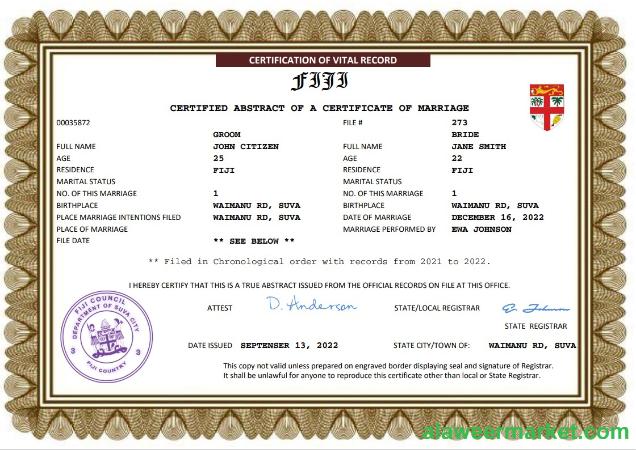 CERTIFICATION OF VITAL RECORD
FIJI
CERTIFIED ABSTRACT OF A CERTIFICATE OF MARRIAGE
00035872 FILE # 273
GROOM BRIDE
FULL NAME JOHN CITIZEN FULL NAME JANE SMITH
AGE 25 AGE 22
RESIDENCE FIJI RESIDENCE FIJI
MARITAL STATUS MARITAL STATUS
NO. OF THIS MARRIAGE 1 NO. OF THIS MARRIAGE 1
BIRTHPLACE WAIMANU RD, SUVA BIRTHPLACE WAIMANU RD, SUVA
PLACE MARRIAGE INTENTIONS FILED WAIMANU RD, SUVA DATE OF MARRIAGE DECEMBER 16, 2022
PLACE OF MARRIAGE MARRIAGE PERFORMED BY EWA JOHNSON
FILE DATE ** SEE BELOW **
** Filed in Chronological order with records from 2021 to 2022.
I HEREBY CERTIFY THAT THIS IS A TRUE ABSTRACT ISSUED FROM THE OFFICIAL RECORDS ON FILE AT THIS OFFICE.
FIJI COUNCIL
DEPARTMENT OF SUVA CITY
FIJI COUNTRY
ATTEST D. Anderson STATE/LOCAL REGISTRAR
STATE REGISTRAR
DATE ISSUED SEPTENSER 13, 2022 STATE CITY/TOWN OF: WAIMANU RD, SUVA
This copy not valid unless prepared on engraved border displaying seal and signature of Registrar.
It shall be unlawful for anyone to reproduce this certificate other than local or State Registrar.
alaweermarket.com